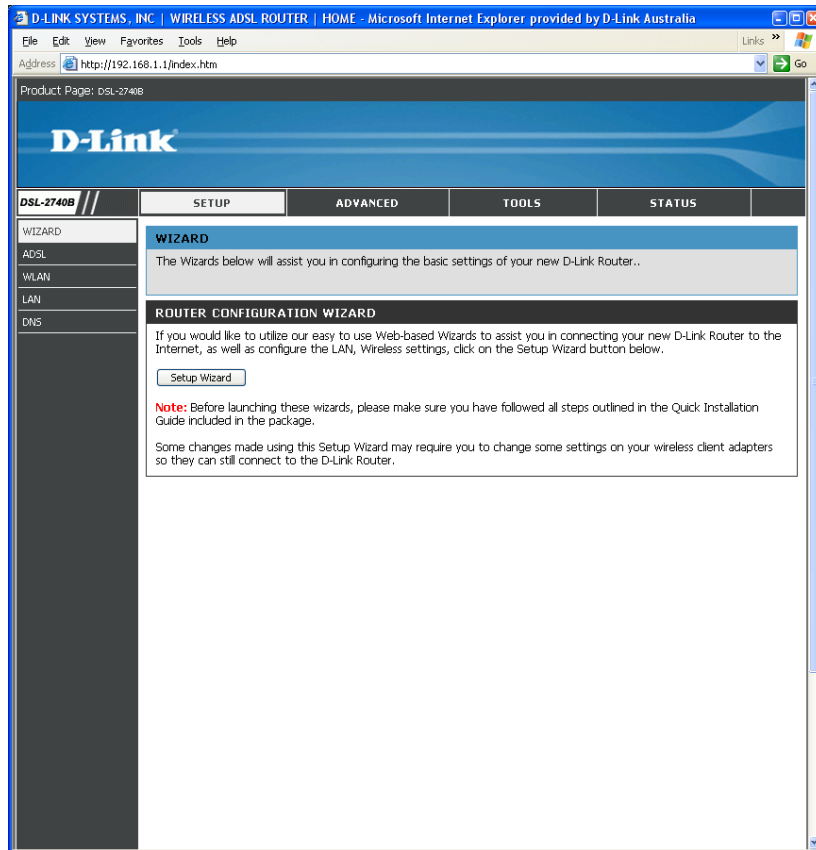 D-LINK SYSTEMS, INC | WIRELESS ADSL ROUTER | HOME - Microsoft Internet Explorer provided by D-Link Australia
File Edit View Favorites Tools Help Links »
Address http://192.168.1.1/index.htm Go
Product Page: DSL-2740B
D-Link
DSL-2740B // SETUP ADVANCED TOOLS STATUS
WIZARD
ADSL
WLAN
LAN
DNS
WIZARD
The Wizards below will assist you in configuring the basic settings of your new D-Link Router..
ROUTER CONFIGURATION WIZARD
If you would like to utilize our easy to use Web-based Wizards to assist you in connecting your new D-Link Router to the
Internet, as well as configure the LAN, Wireless settings, click on the Setup Wizard button below.
Setup Wizard
Note: Before launching these wizards, please make sure you have followed all steps outlined in the Quick Installation
Guide included in the package.
Some changes made using this Setup Wizard may require you to change some settings on your wireless client adapters
so they can still connect to the D-Link Router.